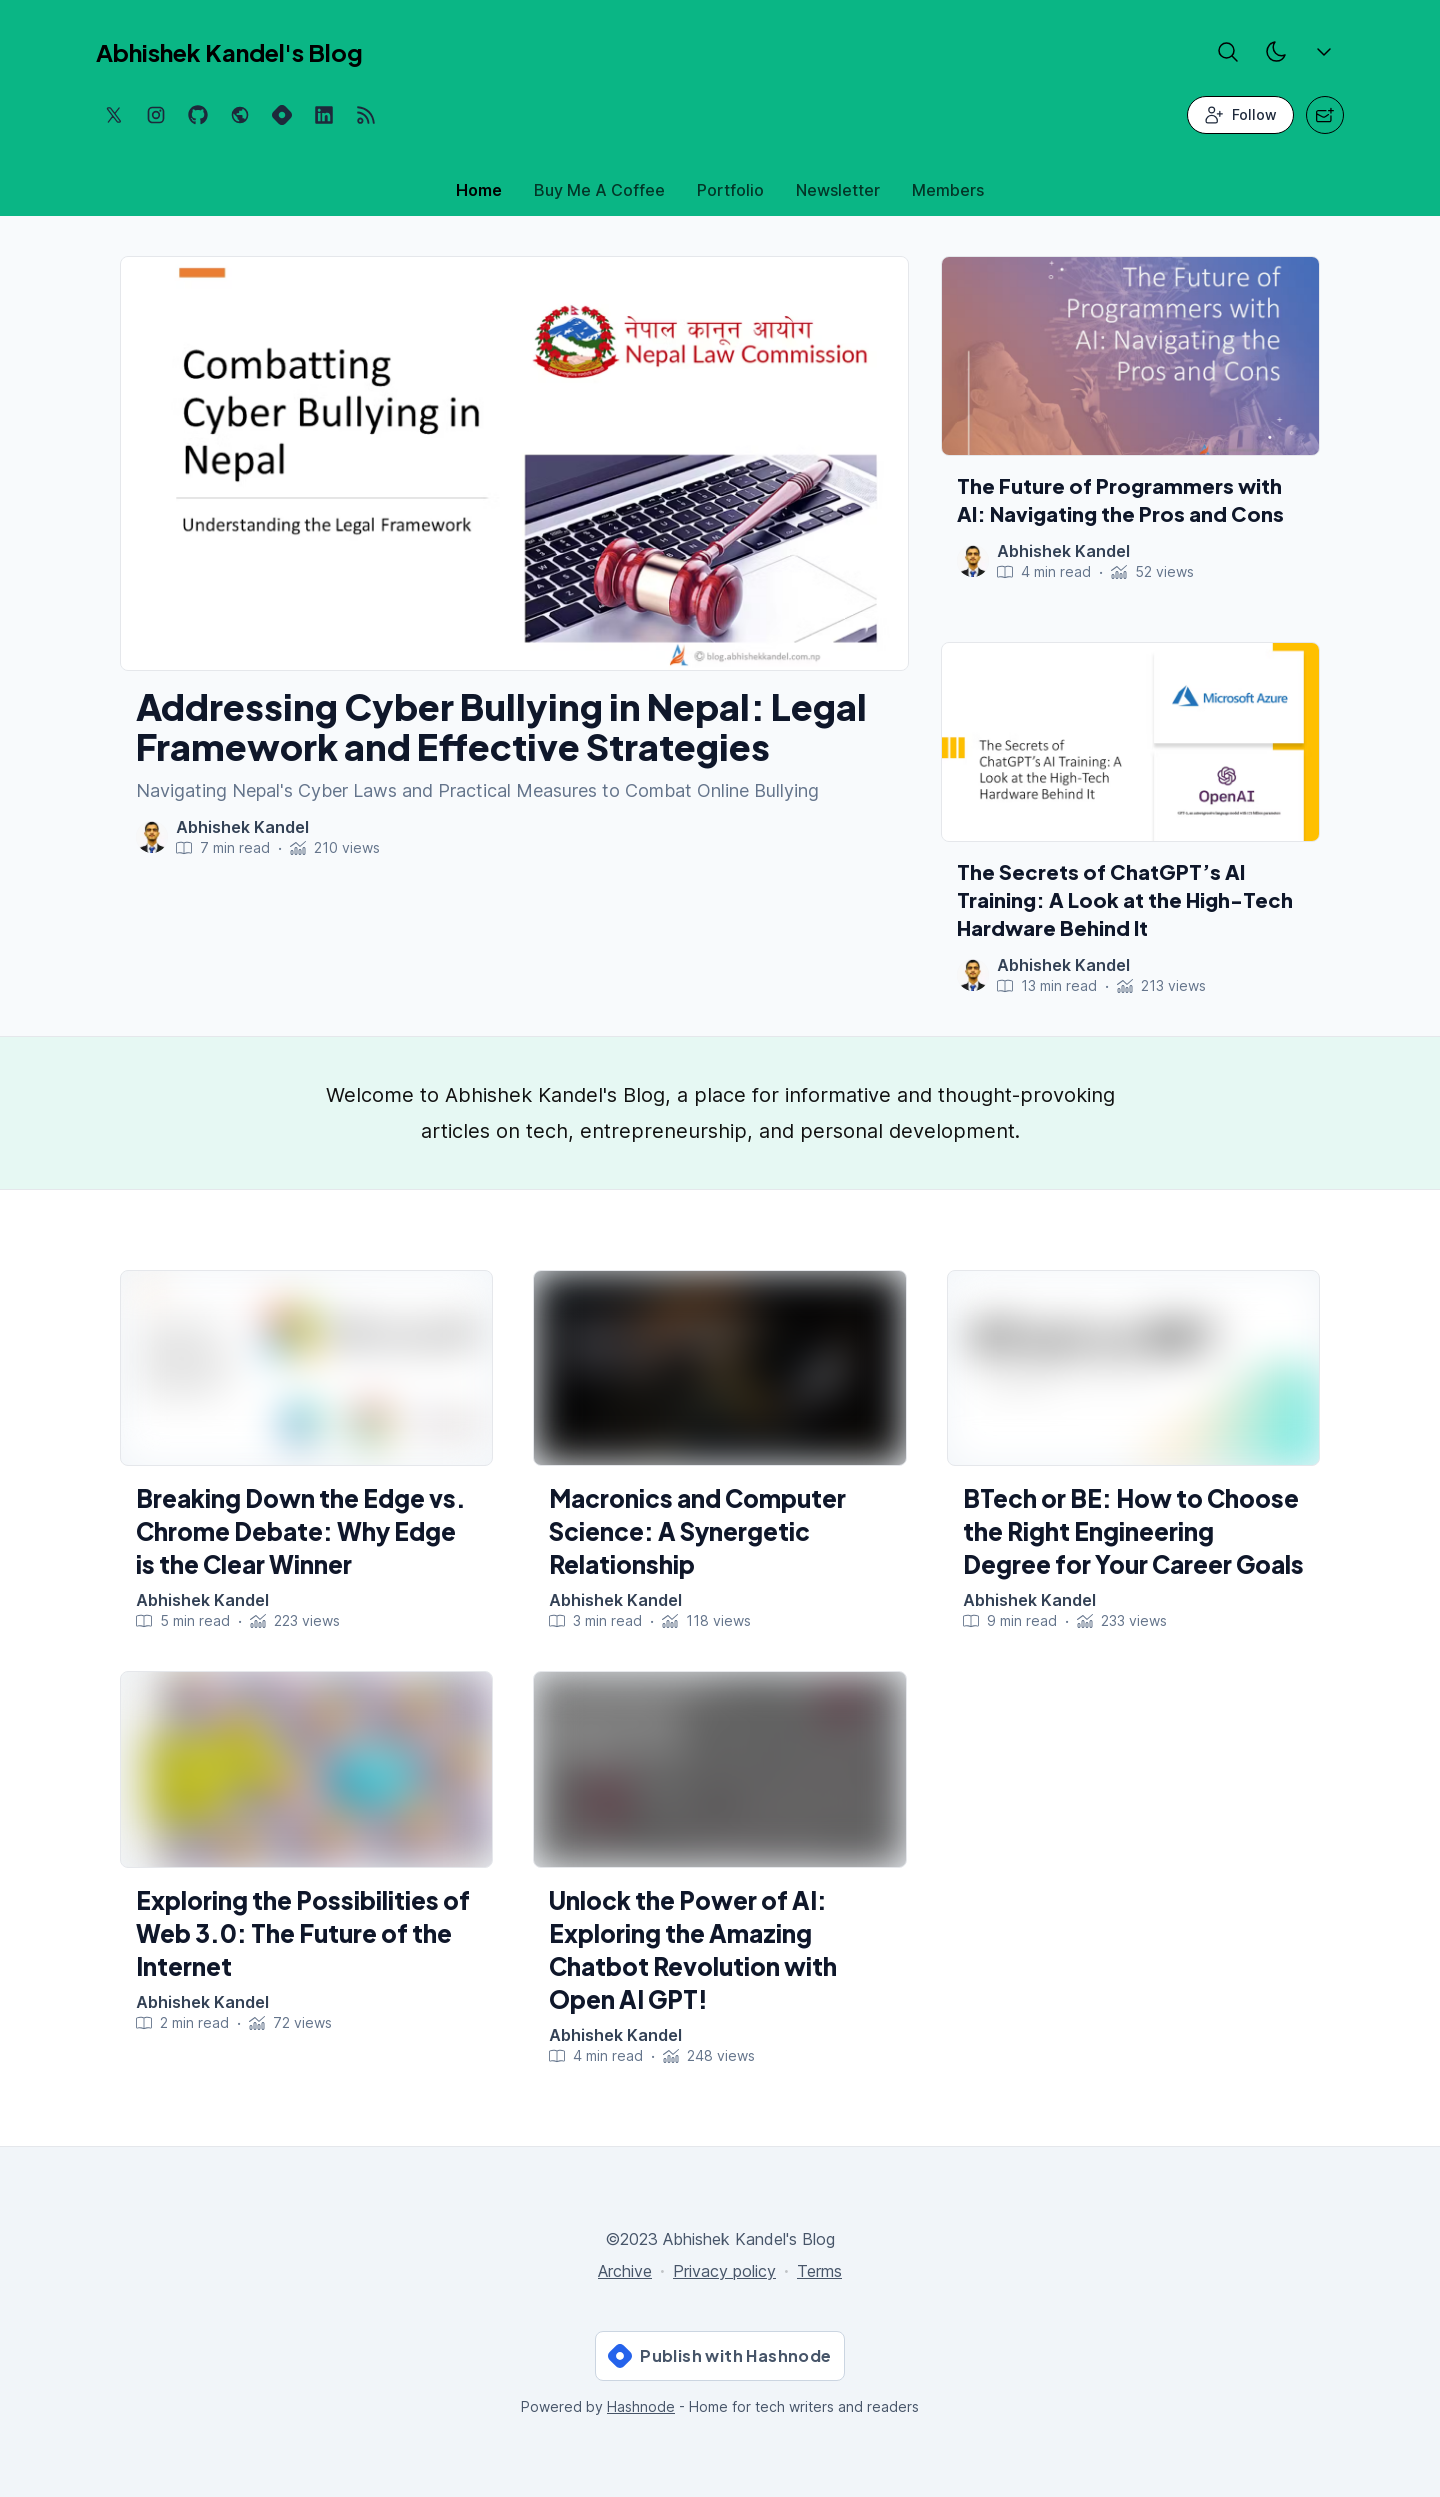 Abhishek Kandel's Blog
Follow
Home
Buy Me A Coffee
Portfolio
Newsletter
Members
Combatting
Cyber Bullying in
Nepal
Understanding the Legal Framework
नेपाल कानून आयोग
Nepal Law Commission
© blog.abhishekkandel.com.np
Addressing Cyber Bullying in Nepal: Legal
Framework and Effective Strategies
Navigating Nepal's Cyber Laws and Practical Measures to Combat Online Bullying
Abhishek Kandel
7 min read · 210 views
The Future of
Programmers with
AI: Navigating the
Pros and Cons
The Future of Programmers with
AI: Navigating the Pros and Cons
Abhishek Kandel
4 min read · 52 views
The Secrets of
ChatGPT's AI Training: A
Look at the High-Tech
Hardware Behind It
Microsoft Azure
OpenAI
The Secrets of ChatGPT’s AI
Training: A Look at the High-Tech
Hardware Behind It
Abhishek Kandel
13 min read · 213 views
Welcome to Abhishek Kandel's Blog, a place for informative and thought-provoking
articles on tech, entrepreneurship, and personal development.
Breaking Down the Edge vs.
Chrome Debate: Why Edge
is the Clear Winner
Abhishek Kandel
5 min read · 223 views
Macronics and Computer
Science: A Synergetic
Relationship
Abhishek Kandel
3 min read · 118 views
BTech or BE: How to Choose
the Right Engineering
Degree for Your Career Goals
Abhishek Kandel
9 min read · 233 views
Exploring the Possibilities of
Web 3.0: The Future of the
Internet
Abhishek Kandel
2 min read · 72 views
Unlock the Power of AI:
Exploring the Amazing
Chatbot Revolution with
Open AI GPT!
Abhishek Kandel
4 min read · 248 views
©2023 Abhishek Kandel's Blog
Archive · Privacy policy · Terms
Publish with Hashnode
Powered by Hashnode - Home for tech writers and readers